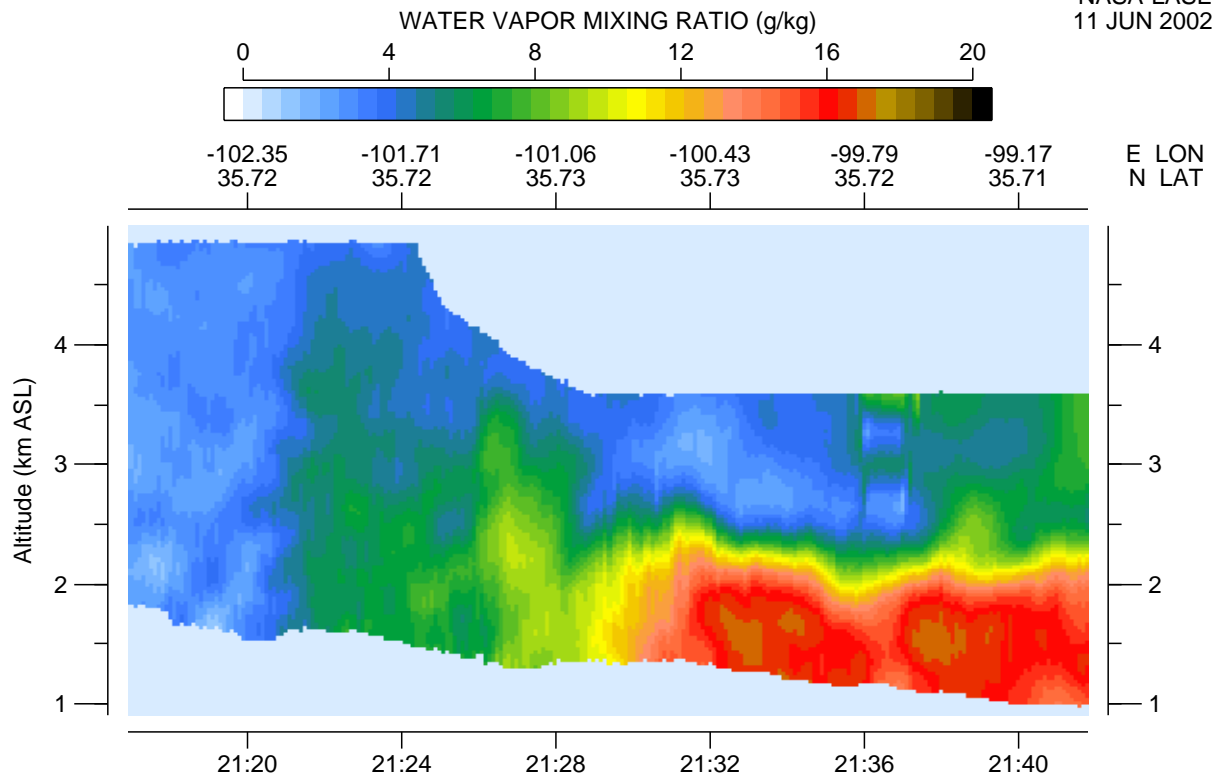 NASA LASE
WATER VAPOR MIXING RATIO (g/kg)
11 JUN 2002
0 4 8 12 16 20
-102.35 -101.71 -101.06 -100.43 -99.79 -99.17 E LON
35.72 35.72 35.73 35.73 35.72 35.71 N LAT
4 4
3 3
Altitude (km ASL)
2 2
1 1
21:20 21:24 21:28 21:32 21:36 21:40